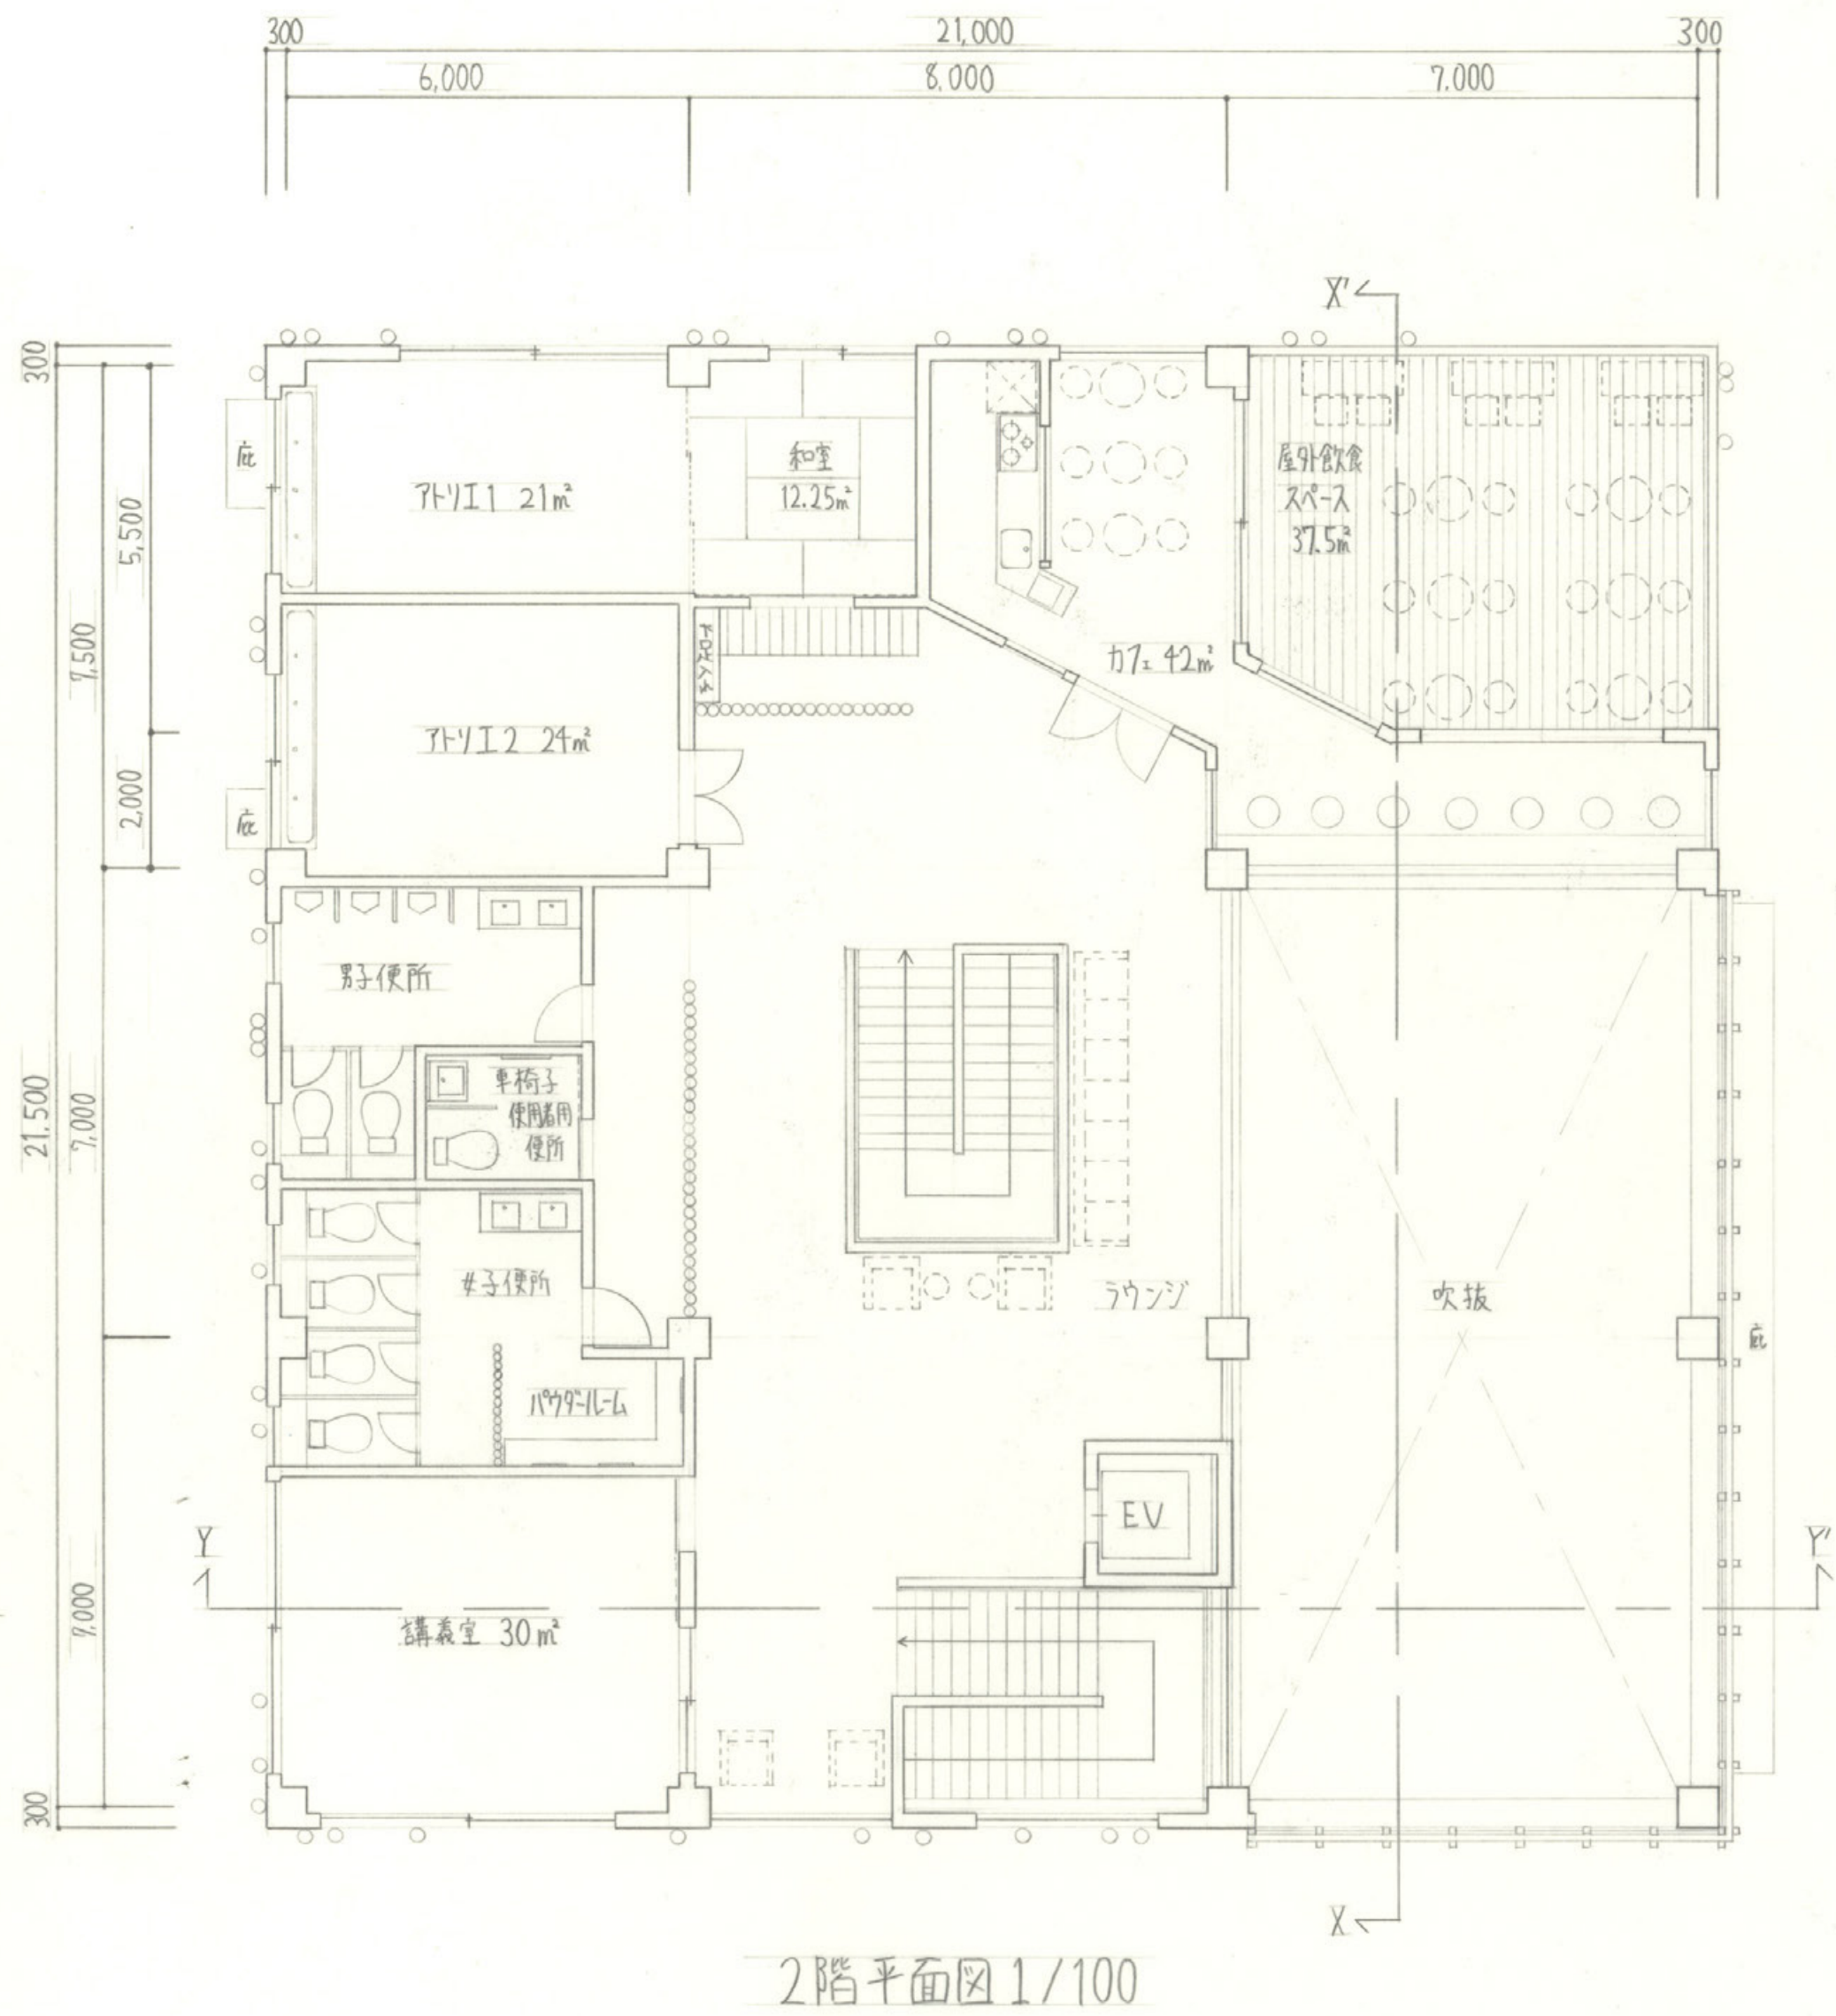 300
21,000
300
6,000
8,000
7.000
X'
300
5,500
7,500
2,000
21.500
7,000
7,000
300
庇
アトリエ1 21㎡
和室
12.25㎡
屋外飲食
スペース
37.5㎡
カフェ 42㎡
アトリエ2 24㎡
庇
男子便所
車椅子
使用者用
便所
女子便所
パウダールーム
ラウンジ
吹抜
庇
EV
Y
Y'
講義室 30㎡
X
2階平面図 1/100